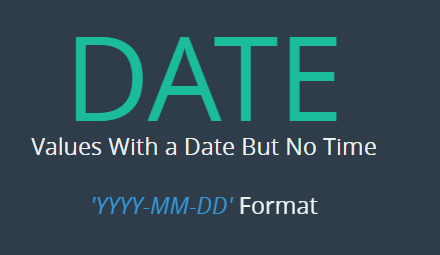 DATE
Values With a Date But No Time
'YYYY-MM-DD' Format